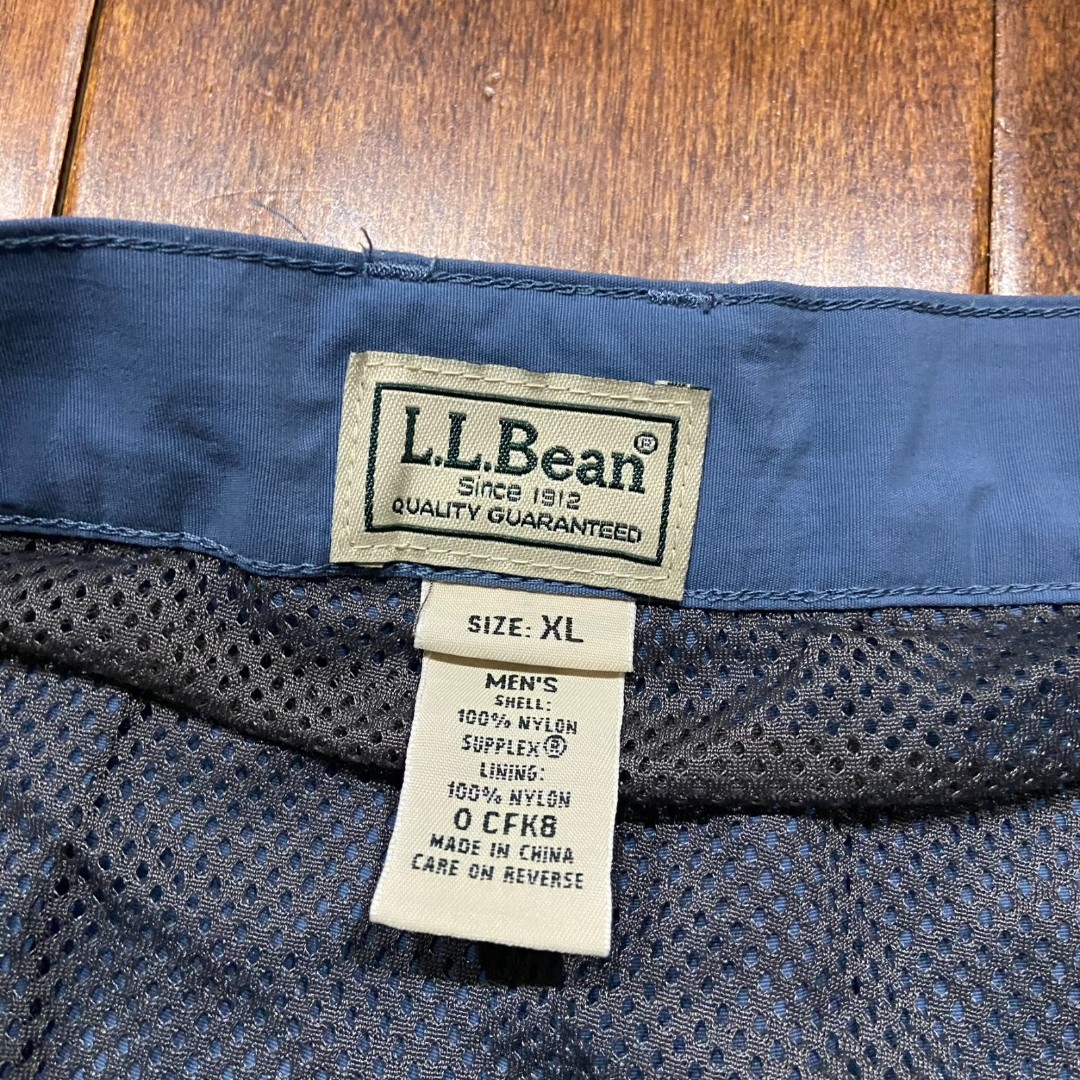 L.L.Bean®
Since 1912
QUALITY GUARANTEED
SIZE: XL
MEN'S
SHELL:
100% NYLON
SUPPLEX®
LINING:
100% NYLON
0 CFK8
MADE IN CHINA
CARE ON REVERSE